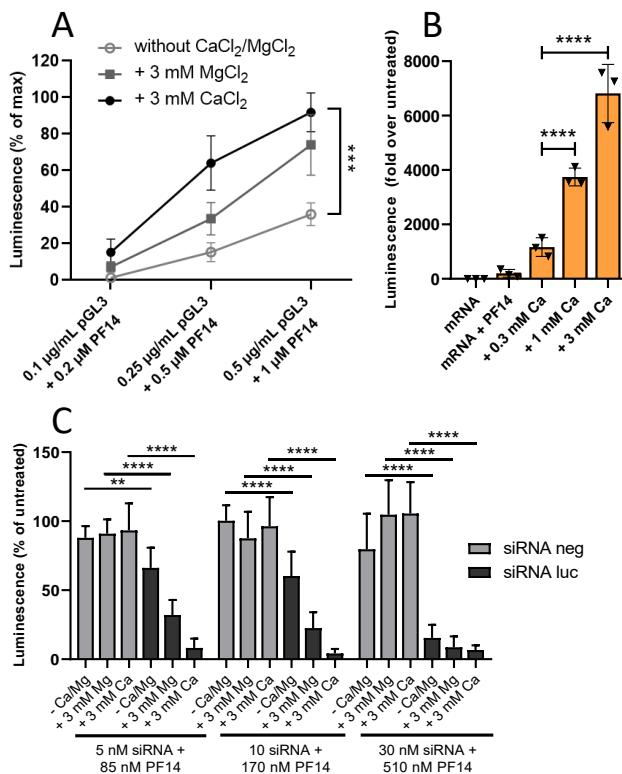 A
without CaCl2/MgCl2
+ 3 mM MgCl2
+ 3 mM CaCl2
Luminescence (% of max)
120
100
80
60
40
20
0
***
0.1 µg/mL pGL3
+ 0.2 µM PF14
0.25 µg/mL pGL3
+ 0.5 µM PF14
0.5 µg/mL pGL3
+ 1 µM PF14
B
****
****
Luminescence (fold over untreated)
8000
6000
4000
2000
0
mRNA
mRNA + PF14
+ 0.3 mM Ca
+ 1 mM Ca
+ 3 mM Ca
C
Luminescence (% of untreated)
150
100
50
0
****
****
**
****
****
****
****
****
****
siRNA neg
siRNA luc
- Ca/Mg
+ 3 mM Mg
+ 3 mM Ca
- Ca/Mg
+ 3 mM Mg
+ 3 mM Ca
- Ca/Mg
+ 3 mM Mg
+ 3 mM Ca
- Ca/Mg
+ 3 mM Mg
+ 3 mM Ca
- Ca/Mg
+ 3 mM Mg
+ 3 mM Ca
- Ca/Mg
+ 3 mM Mg
+ 3 mM Ca
5 nM siRNA +
85 nM PF14
10 siRNA +
170 nM PF14
30 nM siRNA +
510 nM PF14